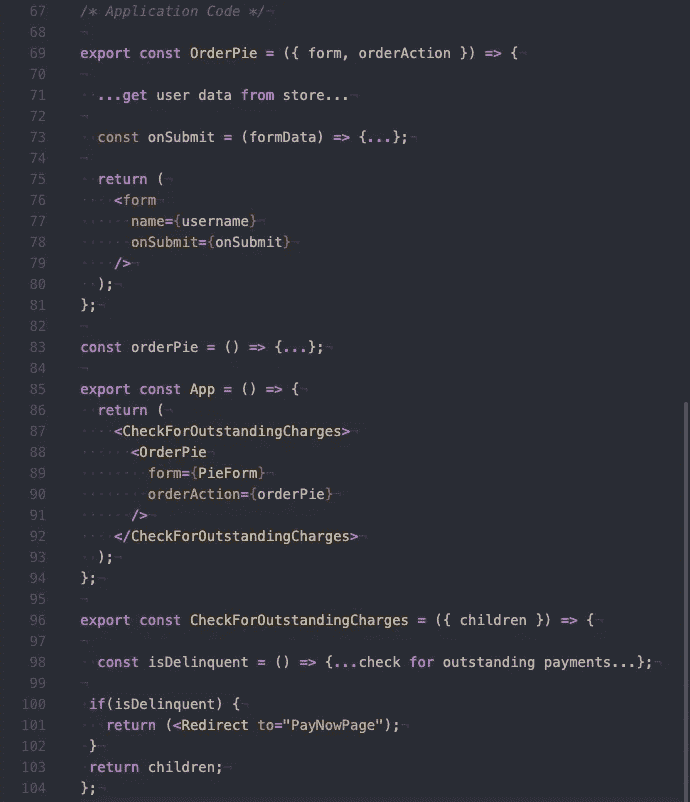 67 /* Application Code */
68
69 export const OrderPie = ({ form, orderAction }) => {
70
71 ...get user data from store...
72
73 const onSubmit = (formData) => {...};
74
75 return (
76 <form
77 name={username}
78 onSubmit={onSubmit}
79 />
80 );
81 };
82
83 const orderPie = () => {...};
84
85 export const App = () => {
86 return (
87 <CheckForOutstandingCharges>
88 <OrderPie
89 form={PieForm}
90 orderAction={orderPie}
91 />
92 </CheckForOutstandingCharges>
93 );
94 };
95
96 export const CheckForOutstandingCharges = ({ children }) => {
97
98 const isDelinquent = () => {...check for outstanding payments...};
99
100 if(isDelinquent) {
101 return (<Redirect to="PayNowPage");
102 }
103 return children;
104 };